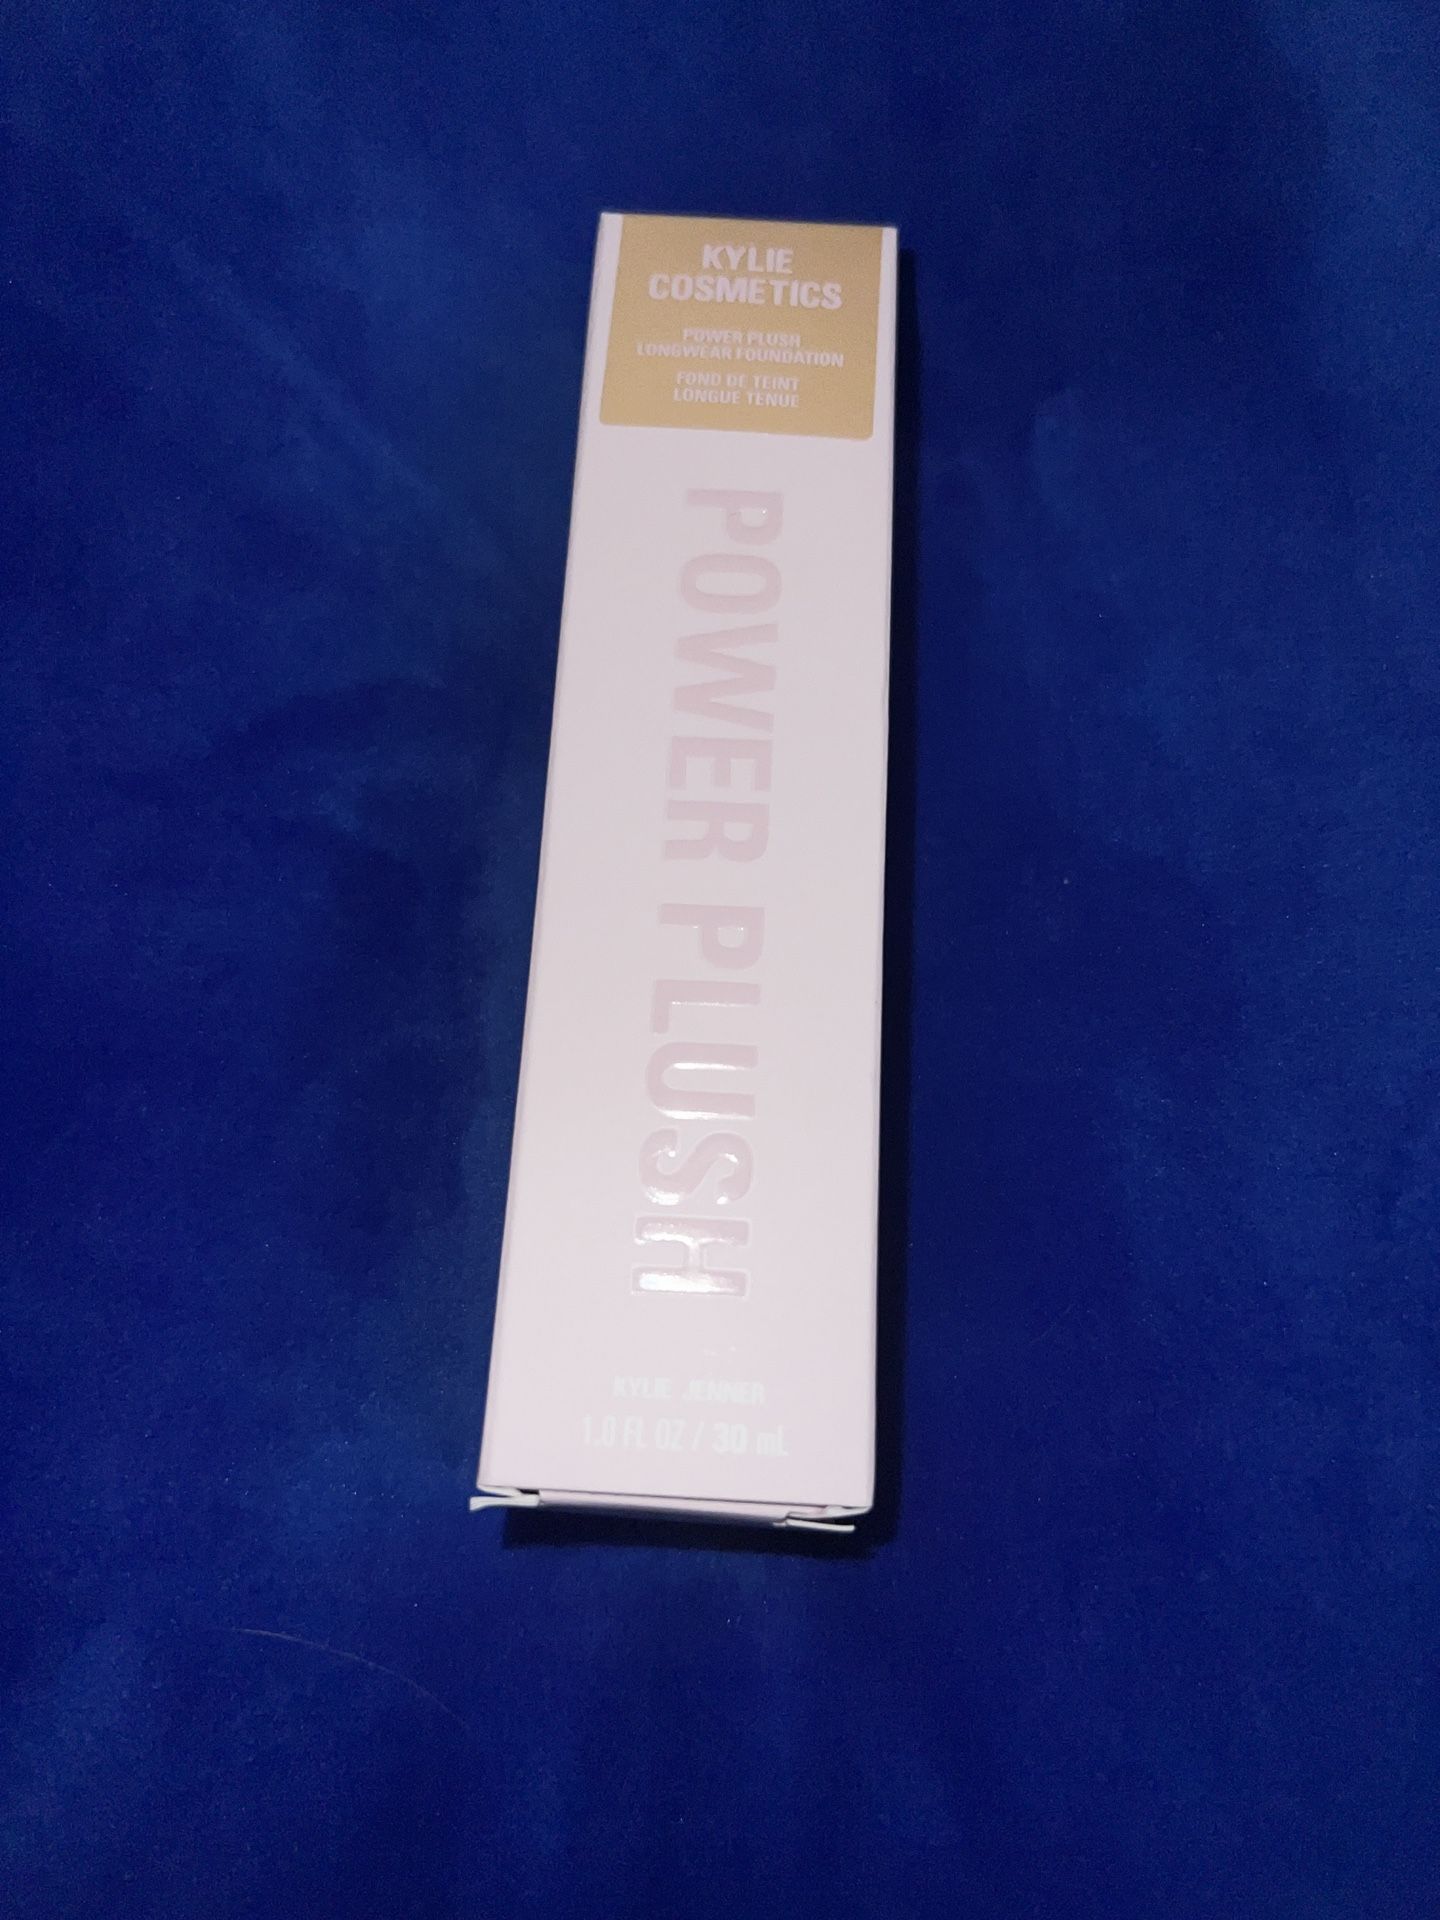 KYLIE
COSMETICS
POWER PLUSH
LONGWEAR FOUNDATION
FOND DE TEINT
LONGUE TENUE
POWER PLUSH
KYLIE JENNER
1.0 FL OZ / 30 mL